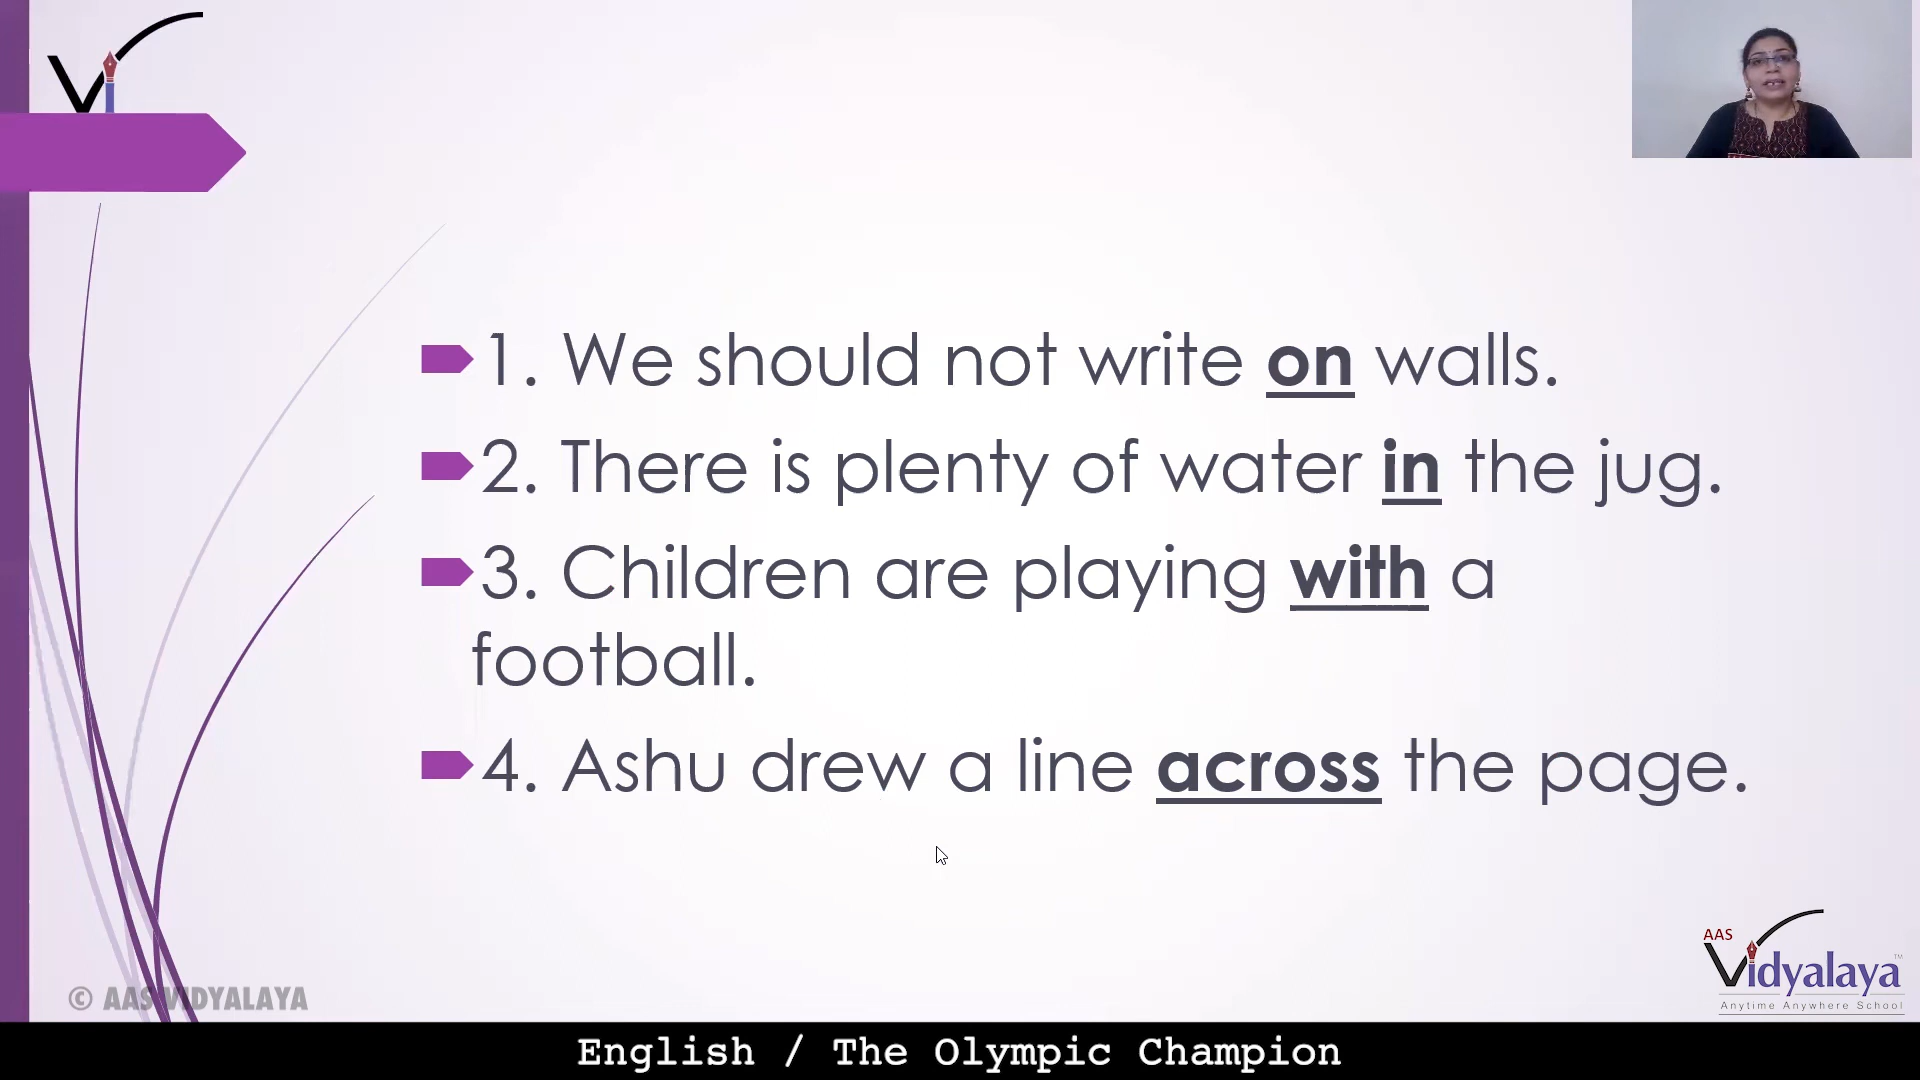 1. We should not write on walls.
2. There is plenty of water in the jug.
3. Children are playing with a
football.
4. Ashu drew a line across the page.
AAS
Vidyalaya
TM
Anytime Anywhere School
© AAS VIDYALAYA
English / The Olympic Champion